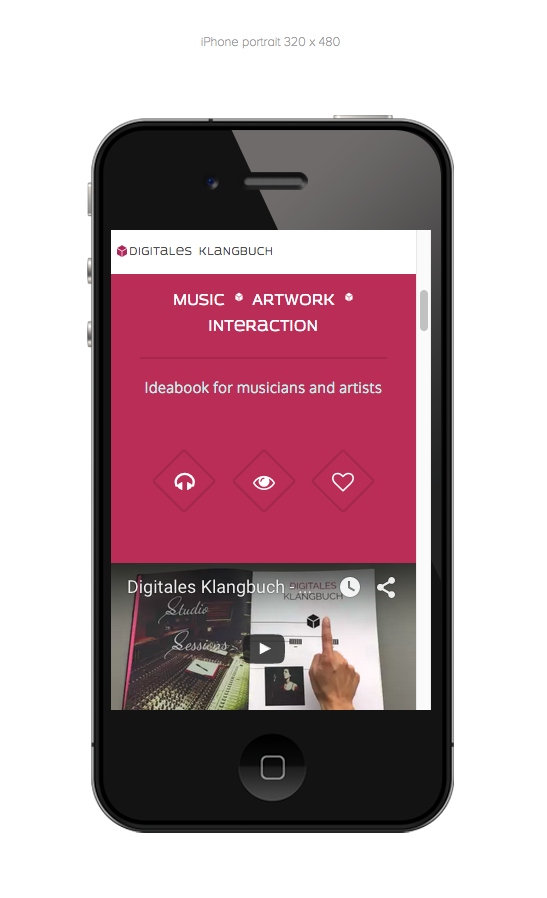 iPhone portrait 320 x 480
DIGITALES KLANGBUCH
MUSIC ARTWORK
INTERACTION
Ideabook for musicians and artists
Digitales Klangbuch - ...
DIGITALES
KLANGBUCH
Studio
Sessions